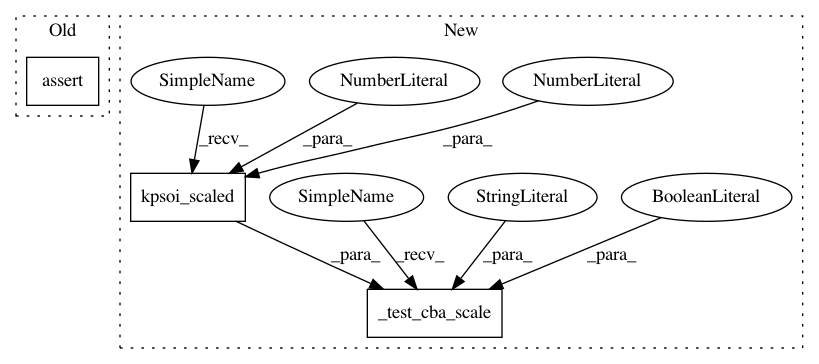 Old
New
assert
SimpleName
NumberLiteral
NumberLiteral
_recv_
_para_
_para_
kpsoi_scaled
SimpleName
StringLiteral
BooleanLiteral
_para_
_recv_
_para_
_para_
_test_cba_scale